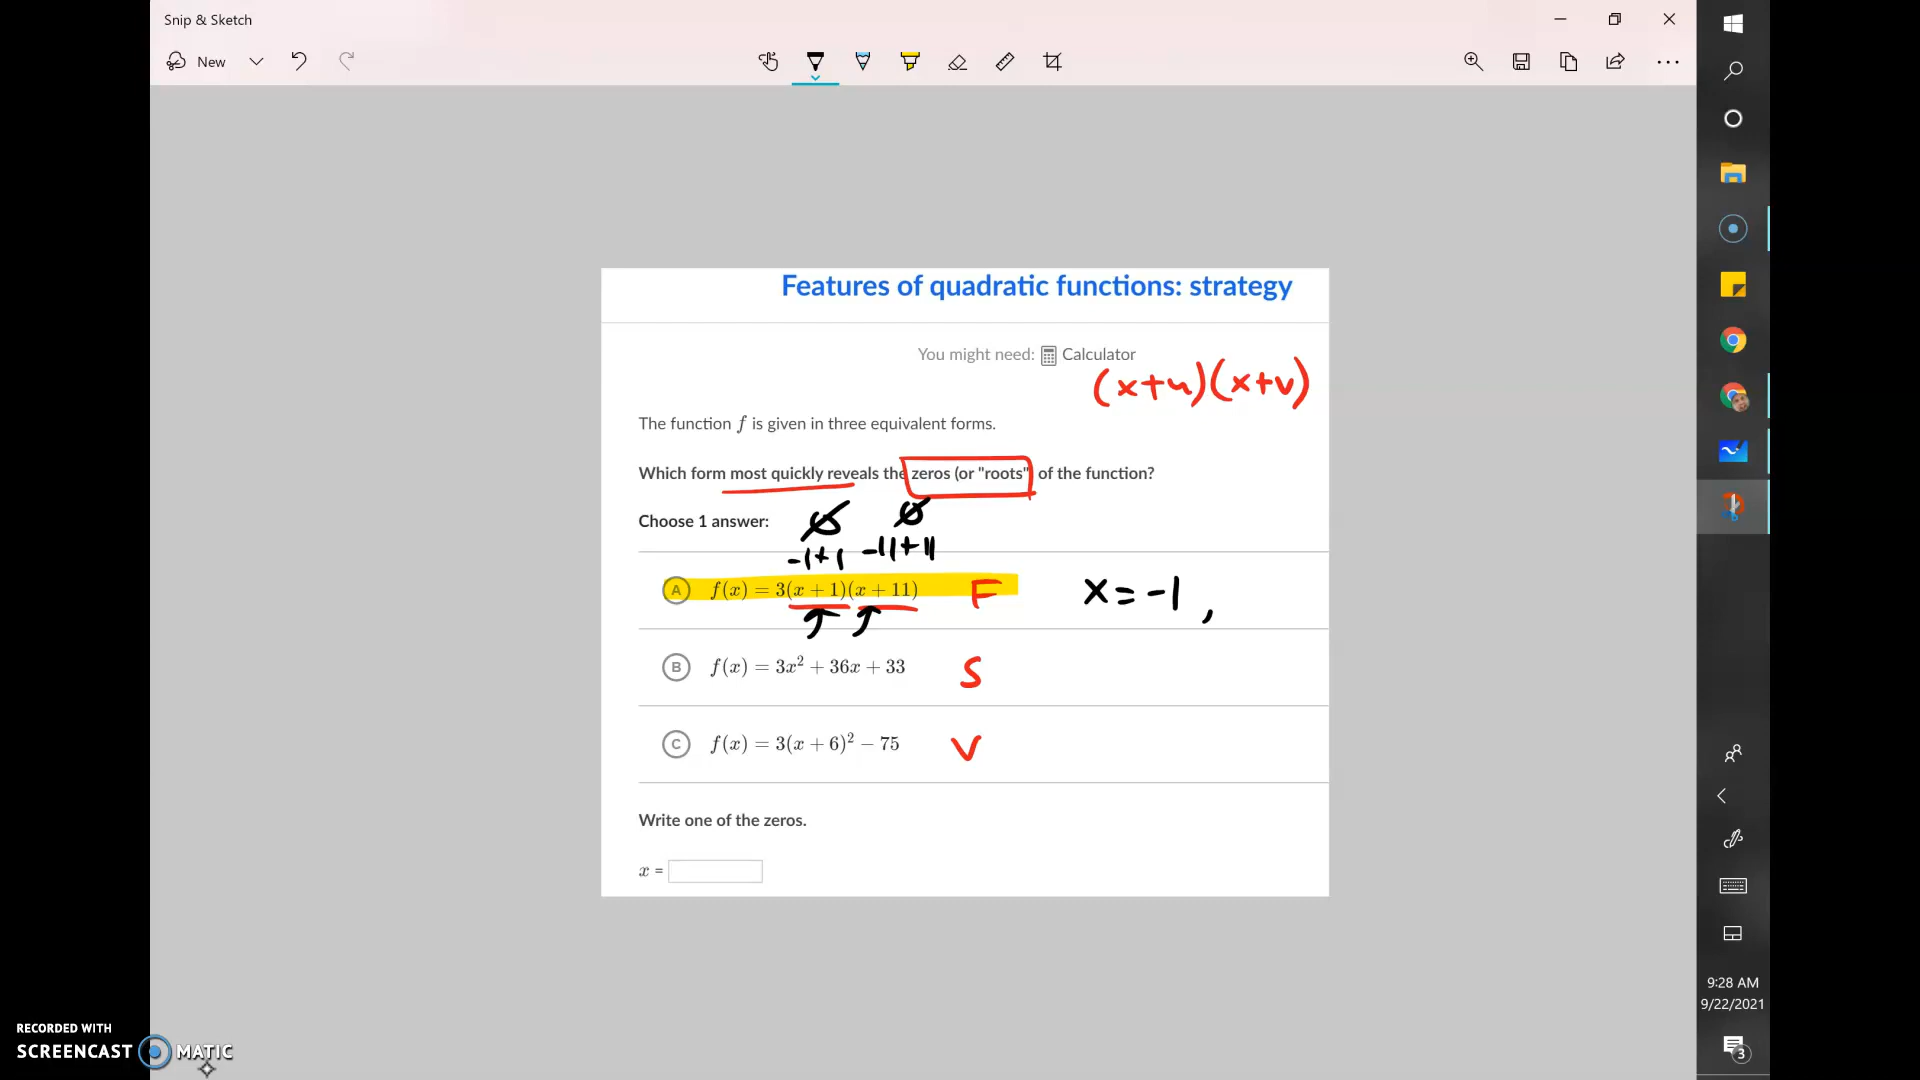 Snip & Sketch
New
Features of quadratic functions: strategy
You might need: Calculator
(x+u)(x+v)
The function f is given in three equivalent forms.
Which form most quickly reveals the zeros (or "roots" of the function?
Choose 1 answer:
0 0
-1+1 -11+11
A f(x) = 3(x + 1)(x + 11) F x = -1 ,
B f(x) = 3x² + 36x + 33 S
C f(x) = 3(x + 6)² − 75 V
Write one of the zeros.
x =
9:28 AM
9/22/2021
3
RECORDED WITH
SCREENCAST MATIC